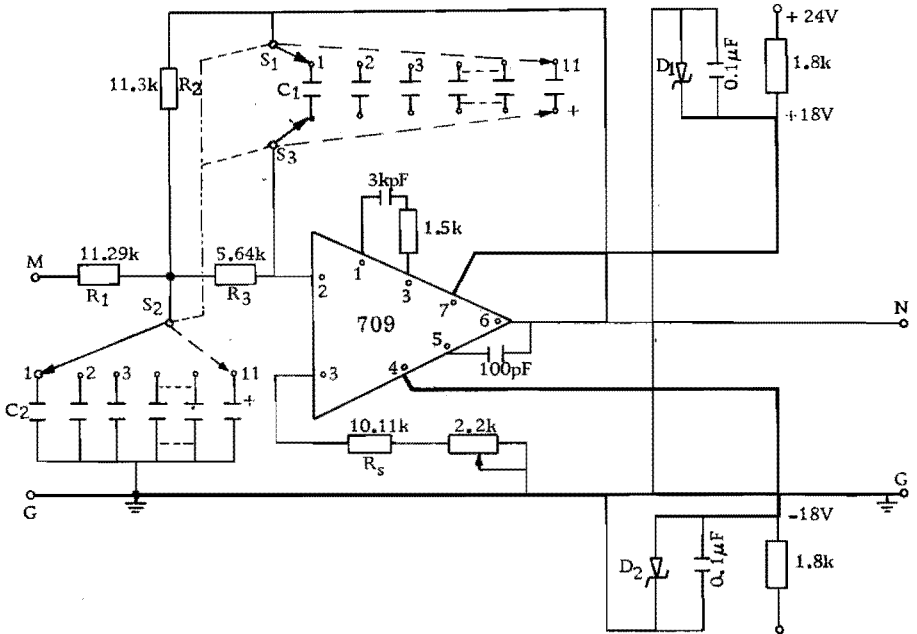 + 24V
S1
1
2
3
11
D1
0.1µF
1.8k
11.3k
R2
C1
+
+18V
S3
3kpF
1.5k
M
11.29k
5.64k
1
3
R1
R3
2
7
S2
709
6
N
5
1
2
3
11
3
4
100pF
C2
+
10.11k
2.2k
Rs
G
G
-18V
D2
0.1µF
1.8k